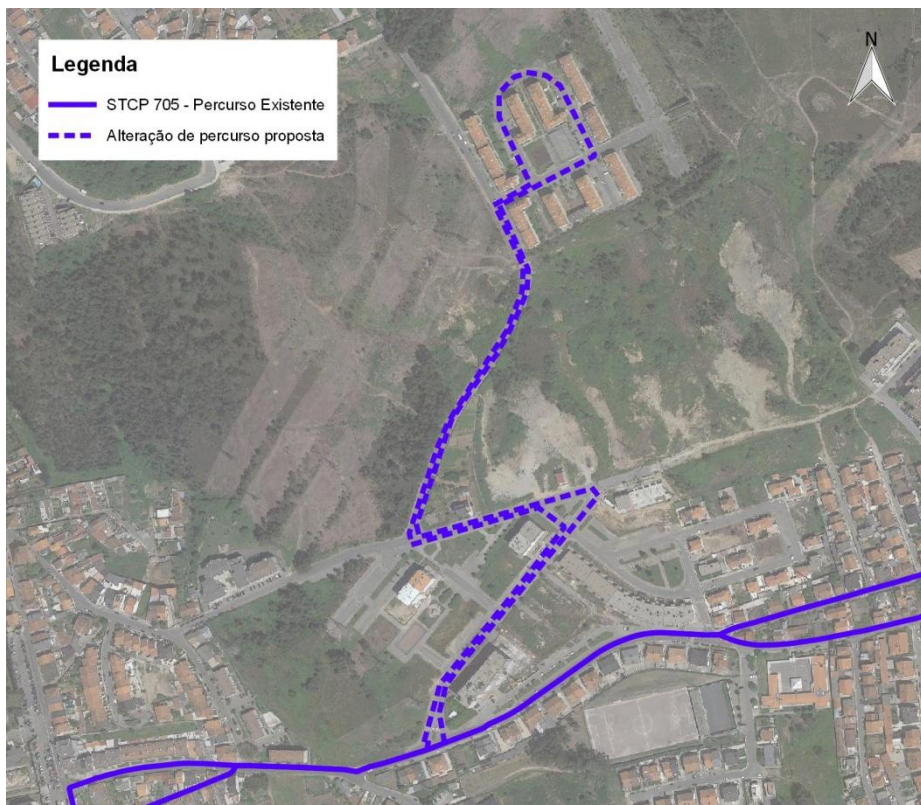 Legenda
STCP 705 - Percurso Existente
Alteração de percurso proposta
N